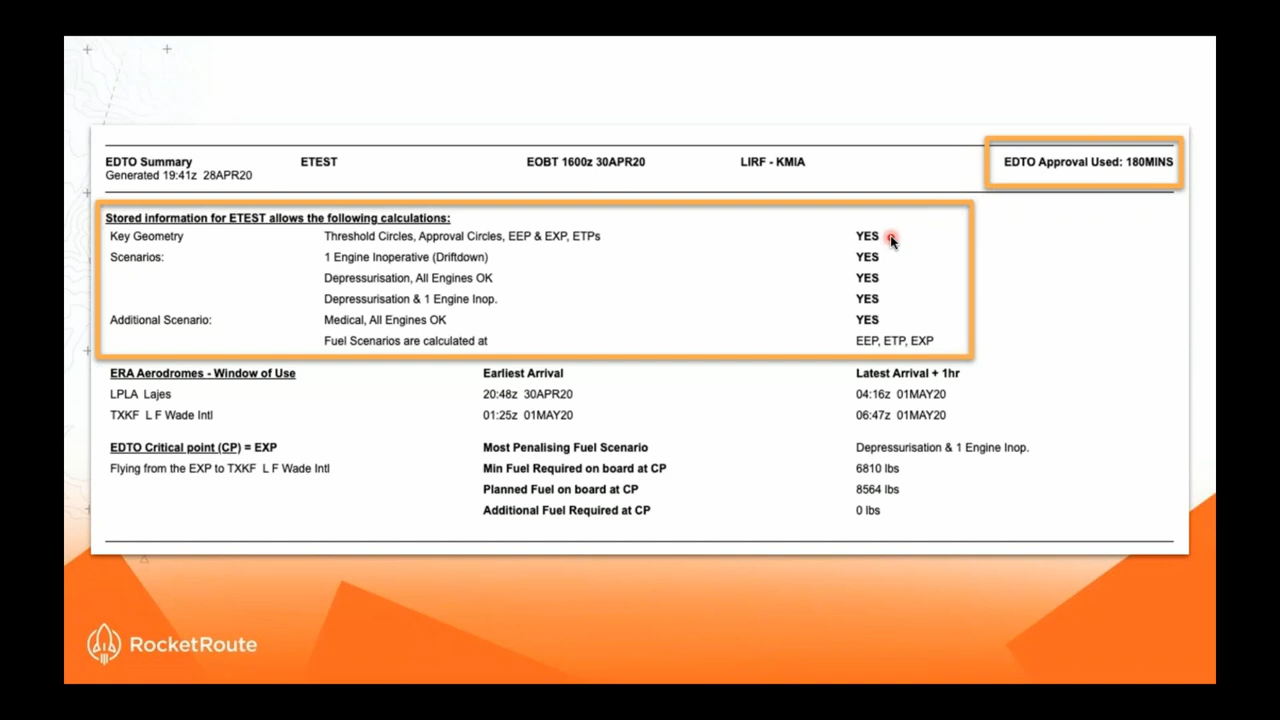 EDTO Summary ETEST EOBT 1600z 30APR20 LIRF - KMIA EDTO Approval Used: 180MINS
Generated 19:41z 28APR20
Stored information for ETEST allows the following calculations:
Key Geometry Threshold Circles, Approval Circles, EEP & EXP, ETPs YES
Scenarios: 1 Engine Inoperative (Driftdown) YES
Depressurisation, All Engines OK YES
Depressurisation & 1 Engine Inop. YES
Additional Scenario: Medical, All Engines OK YES
Fuel Scenarios are calculated at EEP, ETP, EXP
ERA Aerodromes - Window of Use Earliest Arrival Latest Arrival + 1hr
LPLA Lajes 20:48z 30APR20 04:16z 01MAY20
TXKF L F Wade Intl 01:25z 01MAY20 06:47z 01MAY20
EDTO Critical point (CP) = EXP Most Penalising Fuel Scenario Depressurisation & 1 Engine Inop.
Flying from the EXP to TXKF L F Wade Intl Min Fuel Required on board at CP 6810 lbs
Planned Fuel on board at CP 8564 lbs
Additional Fuel Required at CP 0 lbs
RocketRoute